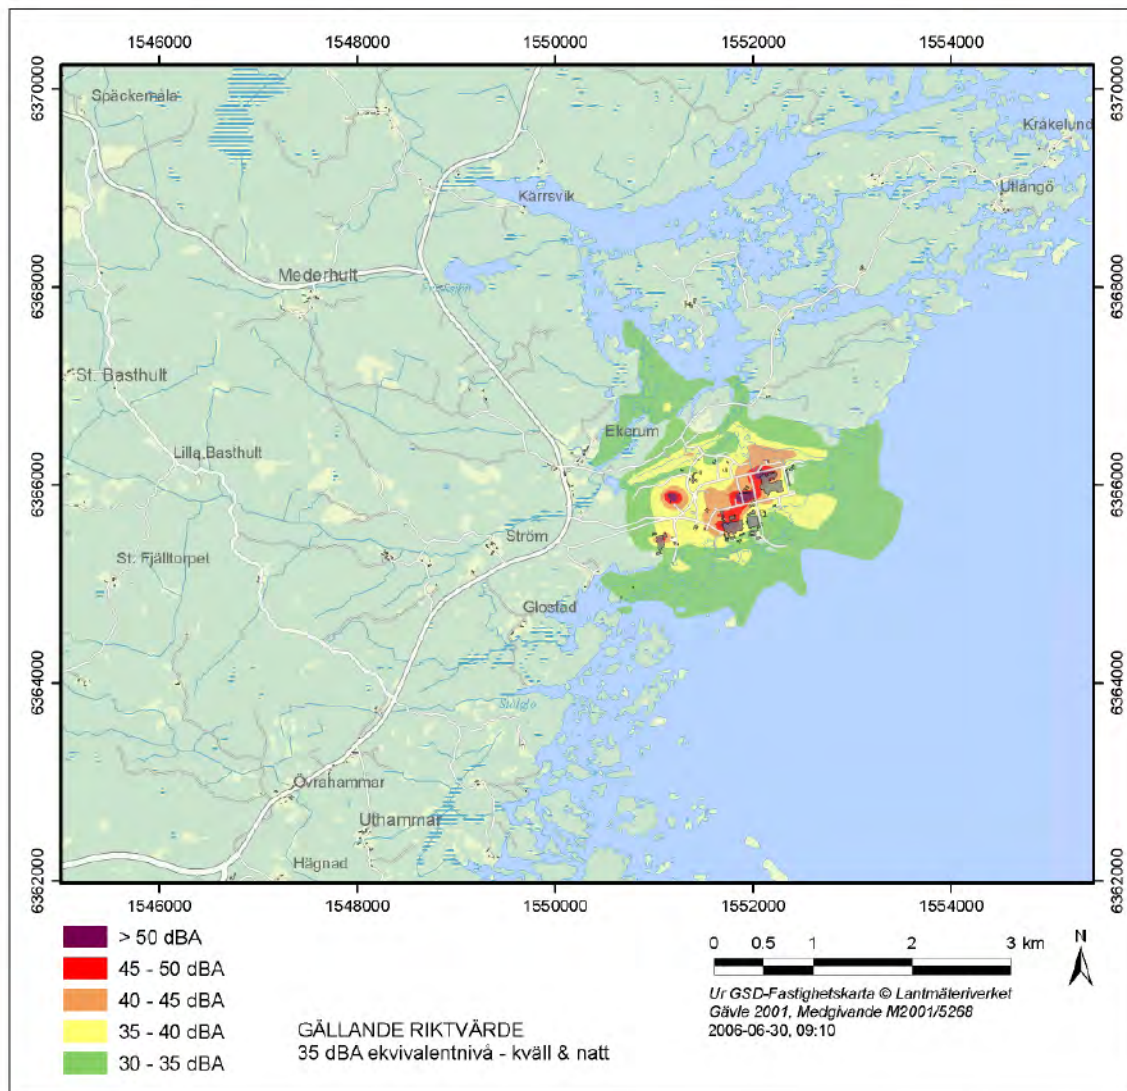 1546000 1548000 1550000 1552000 1554000
6370000 6370000
Späckemåla
Kråkelund
Kärrsvik
Utlångö
Mederhult
6368000 6368000
St. Basthult
Ekerum
Lilla Basthult
6366000 6366000
Ström
St. Fjälltorpet
Glostad
6364000 6364000
Övrahammar
Uthammar
Hägnad
6362000 6362000
1546000 1548000 1550000 1552000 1554000
> 50 dBA
45 - 50 dBA
40 - 45 dBA
35 - 40 dBA
30 - 35 dBA
GÄLLANDE RIKTVÄRDE
35 dBA ekvivalentnivå - kväll & natt
0 0.5 1 2 3 km
N
Ur GSD-Fastighetskarta © Lantmäteriverket
Gävle 2001, Medgivande M2001/5268
2006-06-30, 09:10